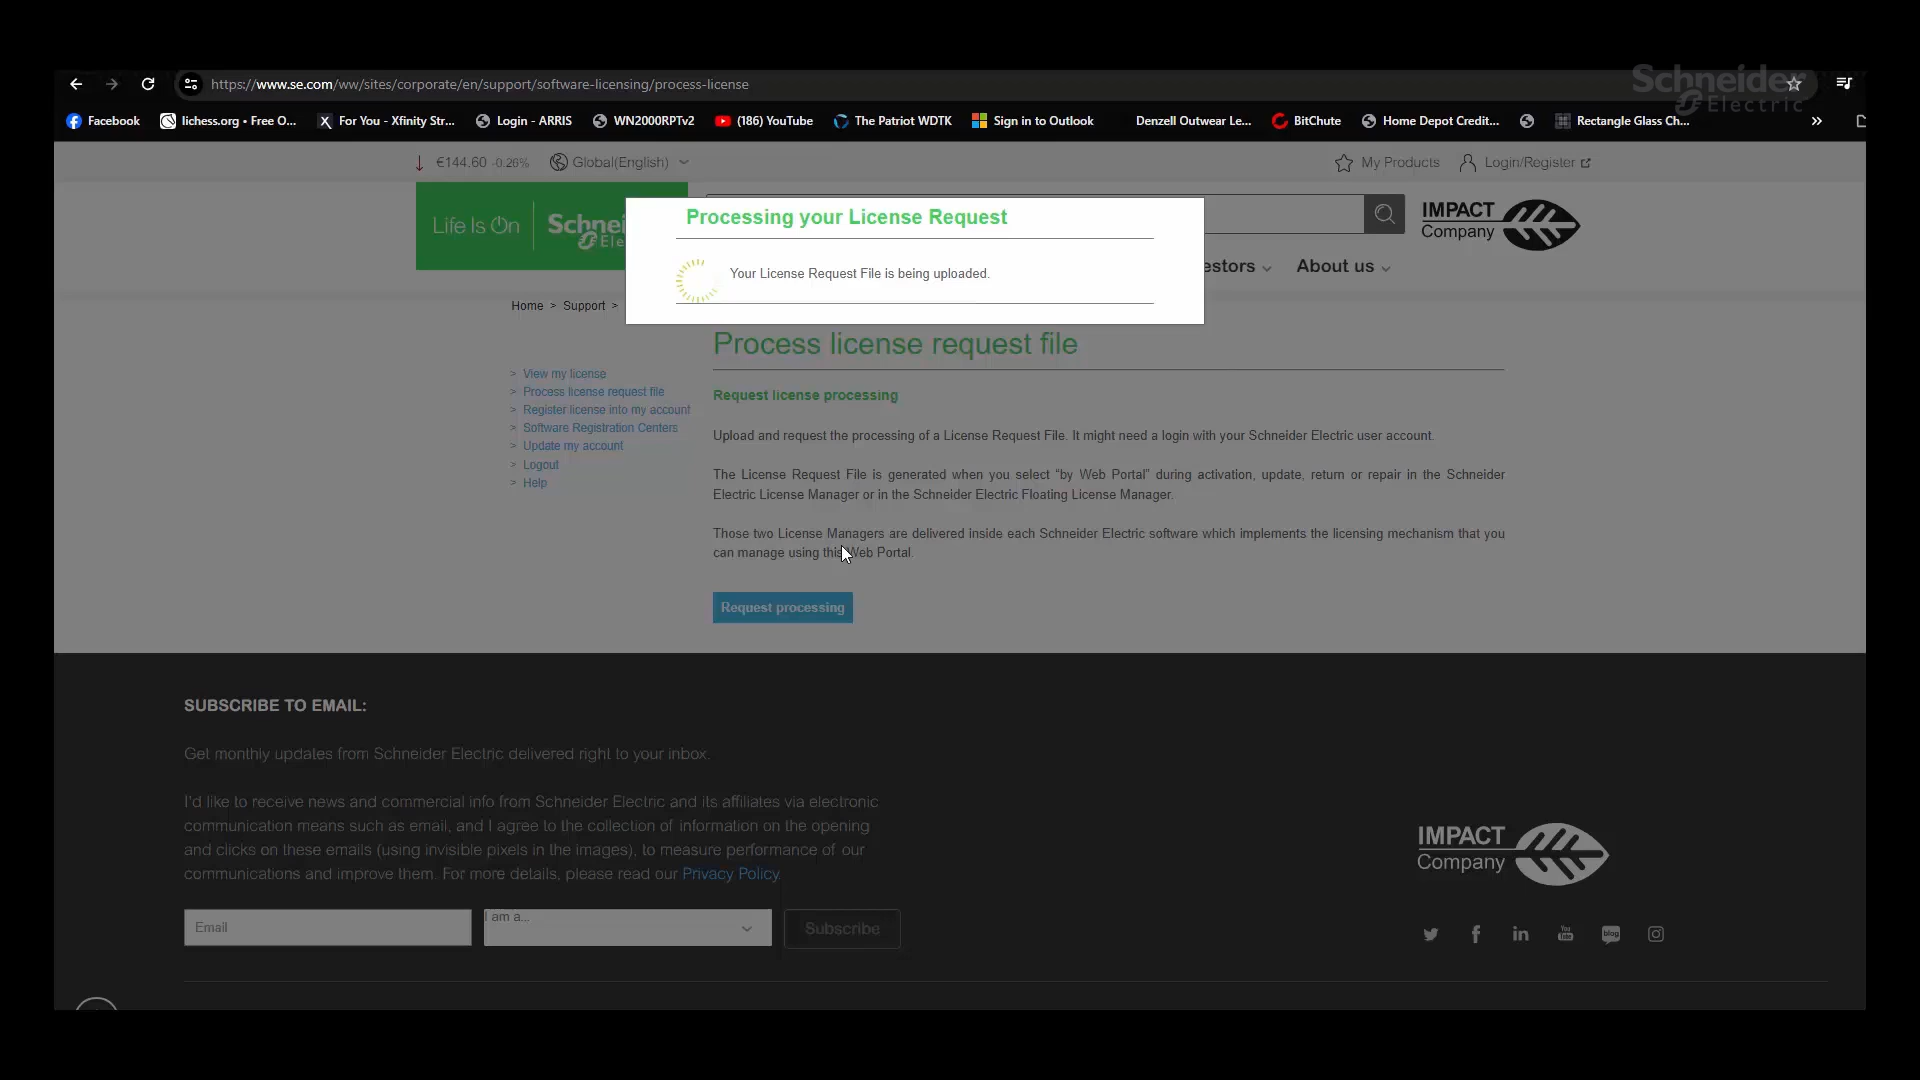 Schneider
Electric
https://www.se.com/ww/sites/corporate/en/support/software-licensing/process-license
Facebook
lichess.org • Free O...
For You - Xfinity Str...
Login - ARRIS
WN2000RPTv2
(186) YouTube
The Patriot WDTK
Sign in to Outlook
Denzell Outwear Le...
BitChute
Home Depot Credit...
Rectangle Glass Ch...
»
€144.60 -0.26%
Global(English)
My Products
Login/Register
Life Is On
Schnei
Ele
IMPACT
Company
Processing your License Request
Your License Request File is being uploaded.
estors
About us
Home > Support >
Process license request file
> View my license
> Process license request file
> Register license into my account
> Software Registration Centers
> Update my account
> Logout
> Help
Request license processing
Upload and request the processing of a License Request File. It might need a login with your Schneider Electric user account.
The License Request File is generated when you select “by Web Portal” during activation, update, return or repair in the Schneider
Electric License Manager or in the Schneider Electric Floating License Manager.
Those two License Managers are delivered inside each Schneider Electric software which implements the licensing mechanism that you
can manage using this Web Portal.
Request processing
SUBSCRIBE TO EMAIL:
Get monthly updates from Schneider Electric delivered right to your inbox.
I'd like to receive news and commercial info from Schneider Electric and its affiliates via electronic
communication means such as email, and I agree to the collection of information on the opening
and clicks on these emails (using invisible pixels in the images), to measure performance of our
communications and improve them. For more details, please read our Privacy Policy.
Email
I am a...
Subscribe
IMPACT
Company
You
Tube
blog